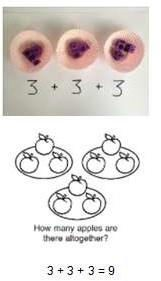 3 + 3 + 3
How many apples are
there altogether?
3 + 3 + 3 = 9